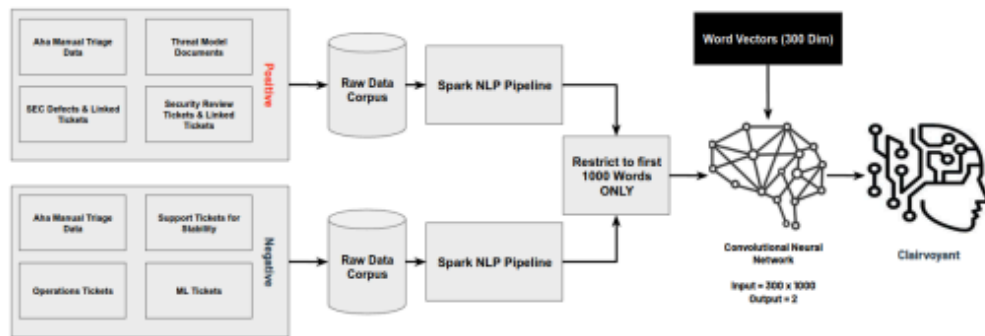 Aha Manual Triage
Data
Threat Model
Documents
SEC Defects & Linked
Tickets
Security Review
Tickets & Linked
Tickets
Positive
Raw Data
Corpus
Spark NLP Pipeline
Word Vectors (300 Dim)
Restrict to first
1000 Words
ONLY
Aha Manual Triage
Data
Support Tickets for
Stability
Operations Tickets
ML Tickets
Negative
Raw Data
Corpus
Spark NLP Pipeline
Convolutional Neural
Network
Input = 300 x 1000
Output = 2
Clairvoyant